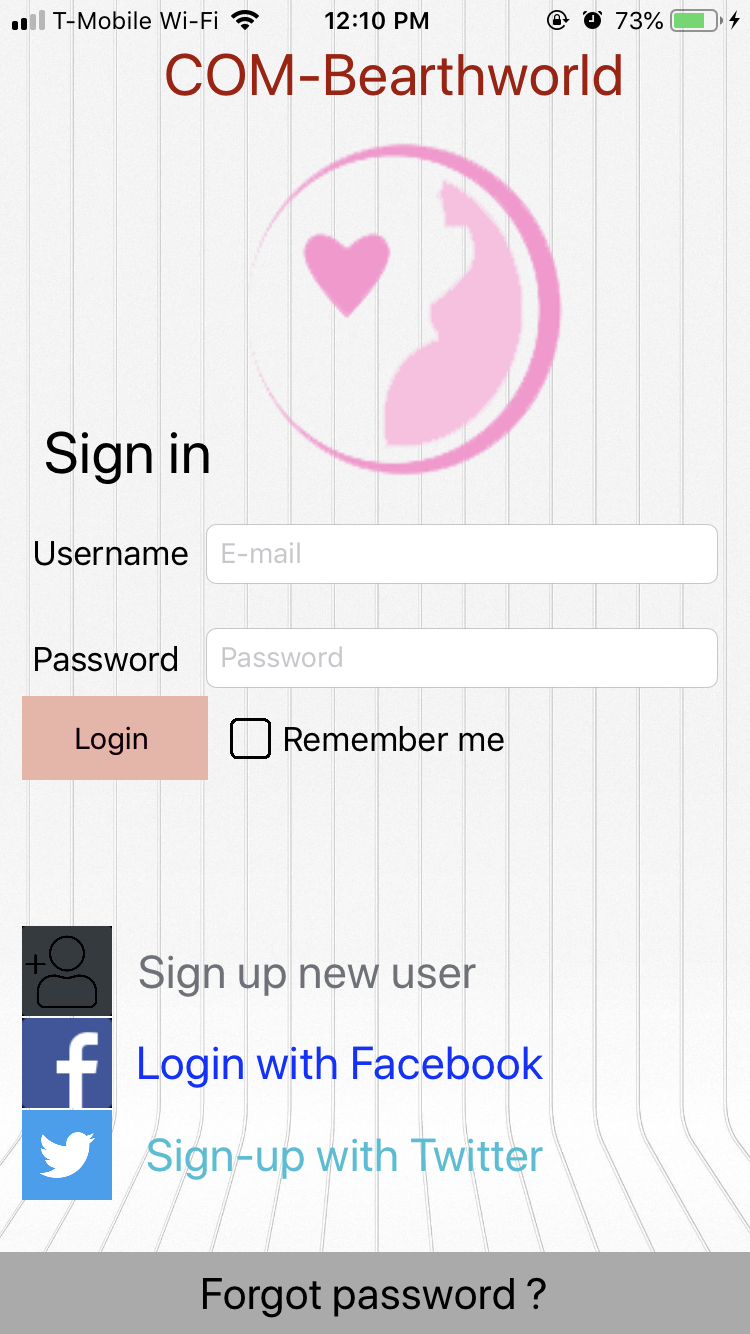 T-Mobile Wi-Fi 12:10 PM 73%
COM-Bearthworld
Sign in
Username E-mail
Password Password
Login Remember me
Sign up new user
f Login with Facebook
Sign-up with Twitter
Forgot password ?